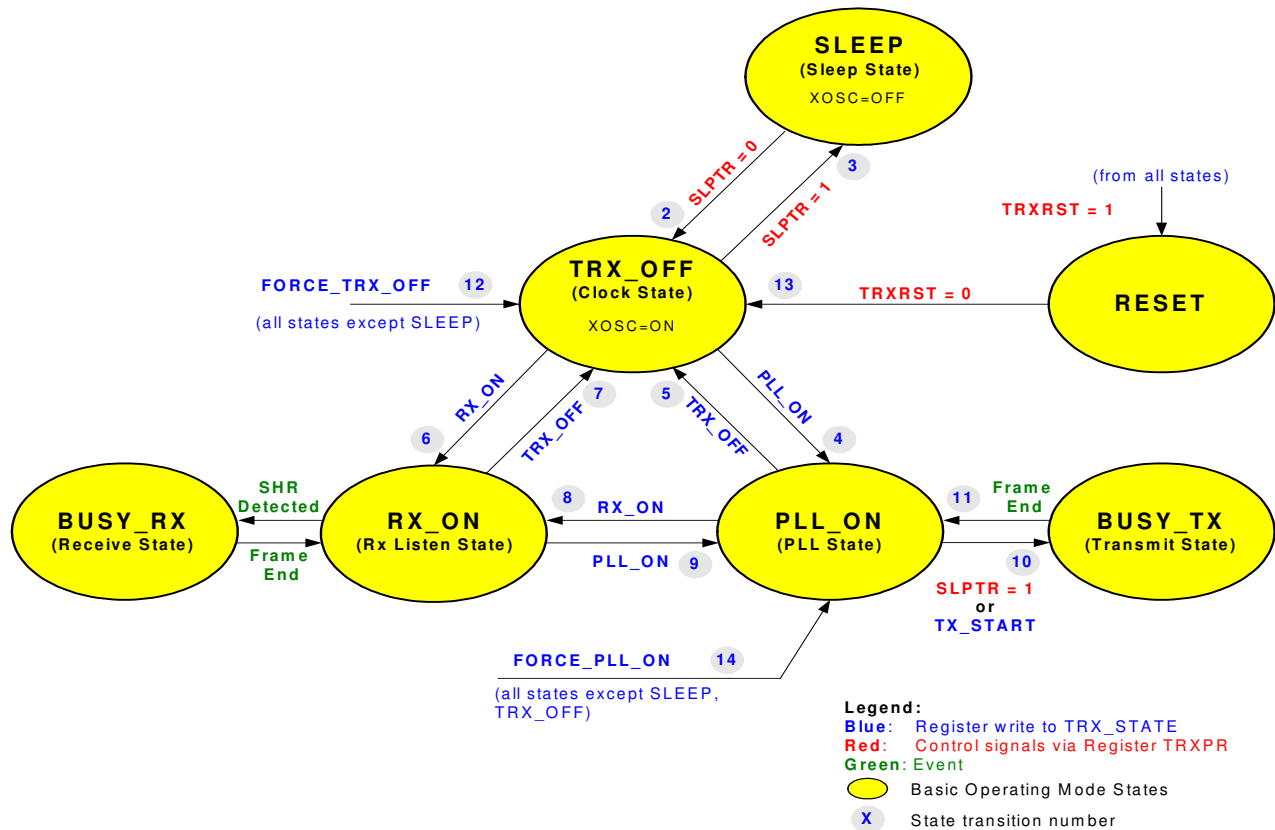 SLEEP
(Sleep State)
XOSC=OFF
SLPTR = 0
3
2
SLPTR = 1
(from all states)
TRXRST = 1
TRX_OFF
(Clock State)
XOSC=ON
FORCE_TRX_OFF 12
(all states except SLEEP)
13
TRXRST = 0
RESET
RX_ON
7
5
PLL_ON
6
TRX_OFF
TRX_OFF
4
SHR
Detected
BUSY_RX
(Receive State)
Frame
End
RX_ON
(Rx Listen State)
8
RX_ON
PLL_ON 9
PLL_ON
(PLL State)
11
Frame
End
10
SLPTR = 1
or
TX_START
BUSY_TX
(Transmit State)
FORCE_PLL_ON 14
(all states except SLEEP,
TRX_OFF)
Legend:
Blue: Register write to TRX_STATE
Red: Control signals via Register TRXPR
Green: Event
Basic Operating Mode States
X State transition number